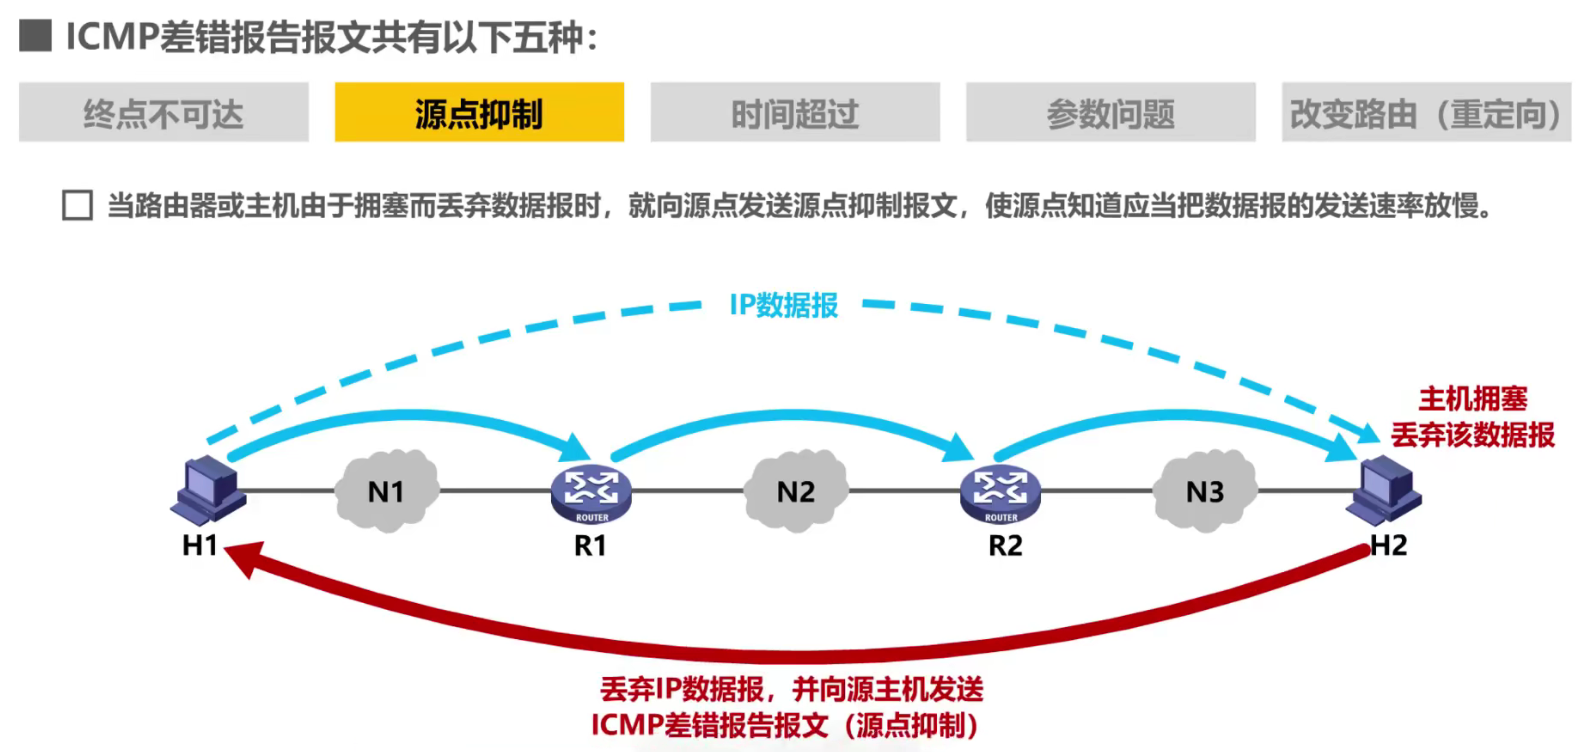 ICMP差错报告报文共有以下五种：
终点不可达
源点抑制
时间超过
参数问题
改变路由（重定向）
当路由器或主机由于拥塞而丢弃数据报时，就向源点发送源点抑制报文，使源点知道应当把数据报的发送速率放慢。
IP数据报
主机拥塞
丢弃该数据报
N1
ROUTER
N2
ROUTER
N3
H1
R1
R2
H2
丢弃IP数据报，并向源主机发送
ICMP差错报告报文（源点抑制）